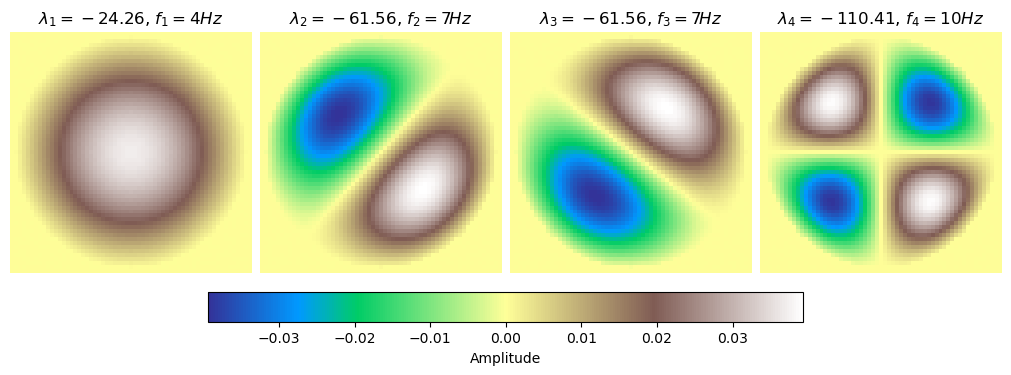 λ₁ = −24.26, f₁ = 4Hz
λ₂ = −61.56, f₂ = 7Hz
λ₃ = −61.56, f₃ = 7Hz
λ₄ = −110.41, f₄ = 10Hz
−0.03 −0.02 −0.01 0.00 0.01 0.02 0.03
Amplitude